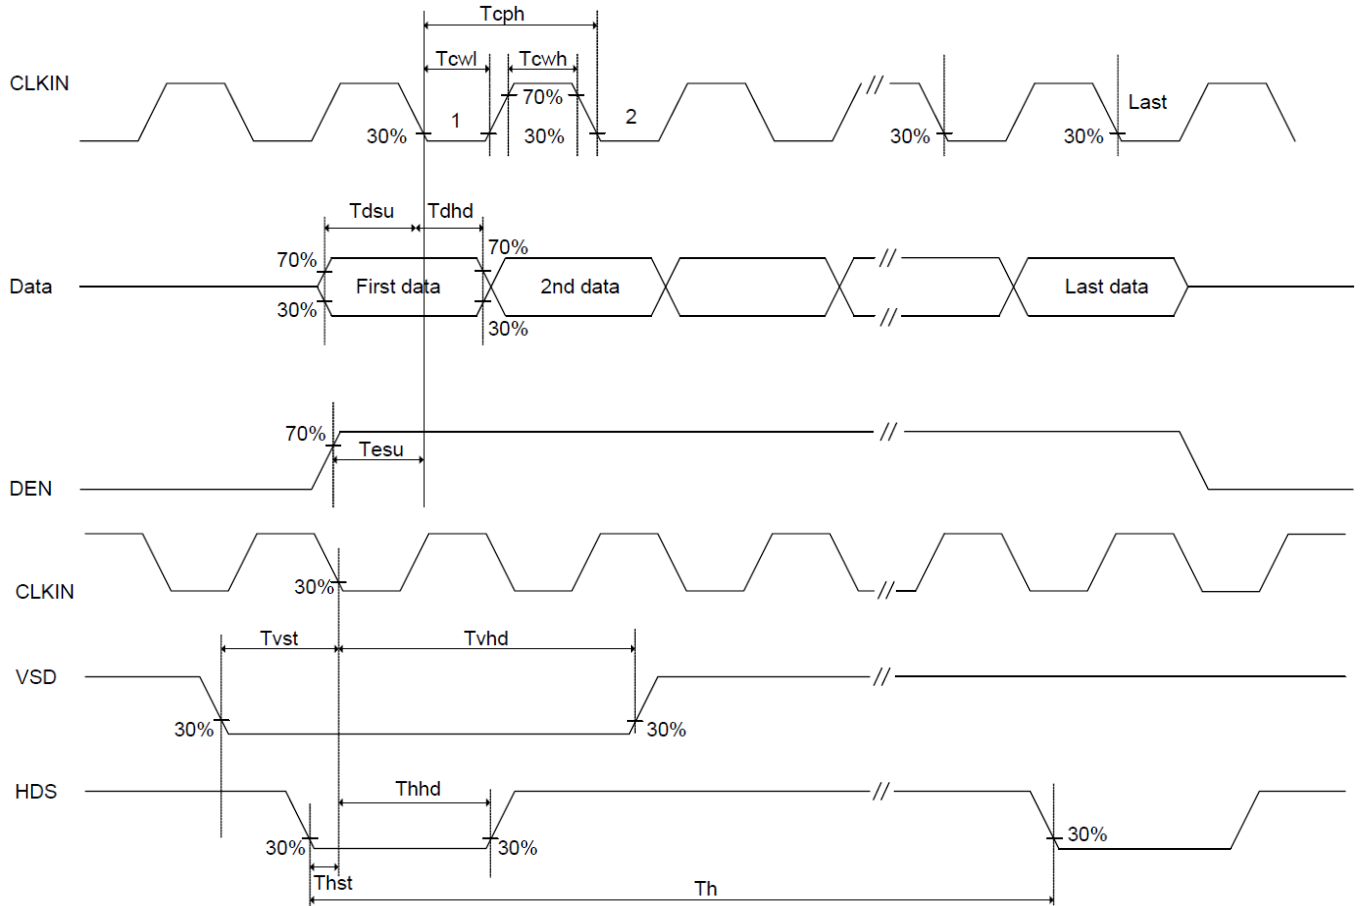 Tcph
Tcwl Tcwh
CLKIN
70%
Last
30% 1 30% 2 30% 30%
Tdsu Tdhd
70% 70%
Data First data 2nd data Last data
30% 30%
70%
Tesu
DEN
30%
CLKIN
Tvst Tvhd
VSD
30% 30%
HDS Thhd
30% 30% 30%
Thst Th